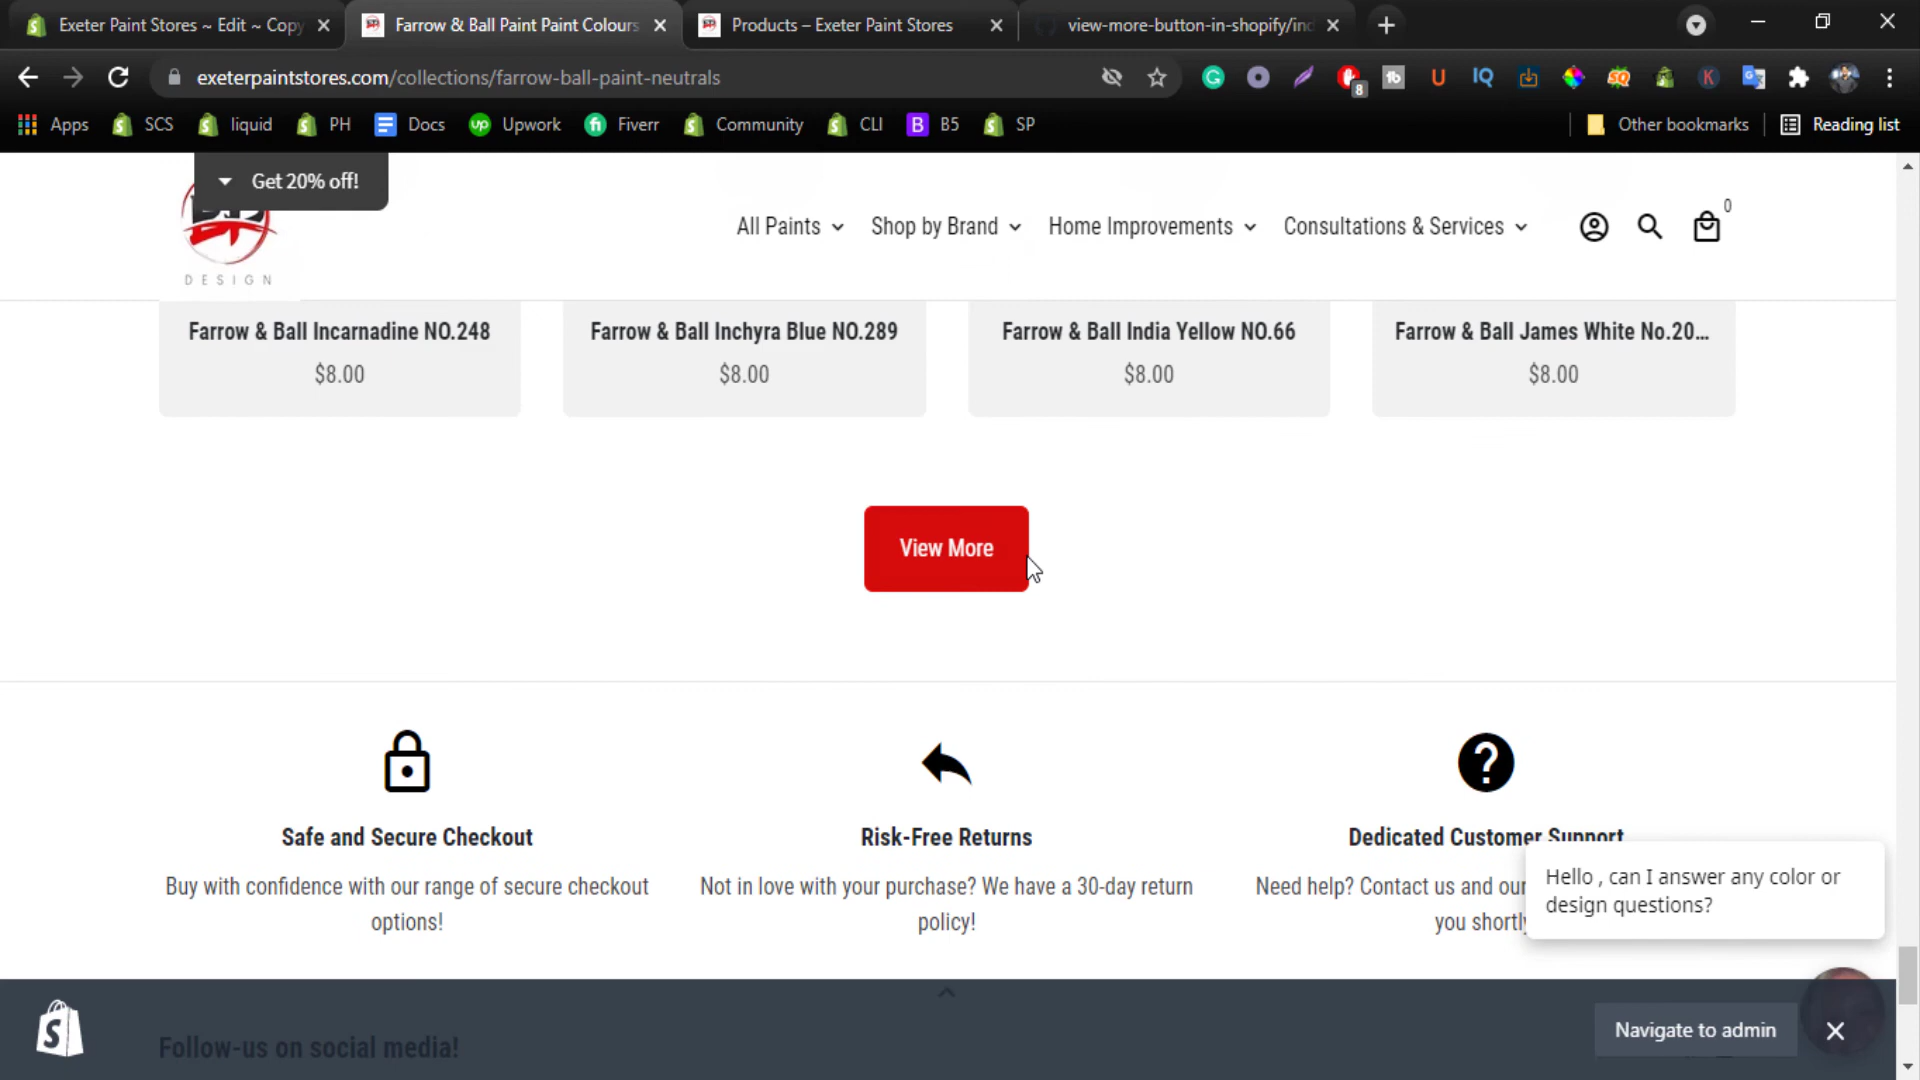 Exeter Paint Stores ~ Edit ~ Copy
Farrow & Ball Paint Paint Colours
Products – Exeter Paint Stores
view-more-button-in-shopify/ind
exeterpaintstores.com/collections/farrow-ball-paint-neutrals
8
Apps
SCS
liquid
PH
Docs
Upwork
Fiverr
Community
CLI
B5
SP
Other bookmarks
Reading list
Get 20% off!
DESIGN
All Paints
Shop by Brand
Home Improvements
Consultations & Services
0
Farrow & Ball Incarnadine NO.248
$8.00
Farrow & Ball Inchyra Blue NO.289
$8.00
Farrow & Ball India Yellow NO.66
$8.00
Farrow & Ball James White No.20...
$8.00
View More
Safe and Secure Checkout
Buy with confidence with our range of secure checkout
options!
Risk-Free Returns
Not in love with your purchase? We have a 30-day return
policy!
Dedicated Customer Support
Need help? Contact us and our
you shortly
Hello , can I answer any color or
design questions?
Follow-us on social media!
Navigate to admin